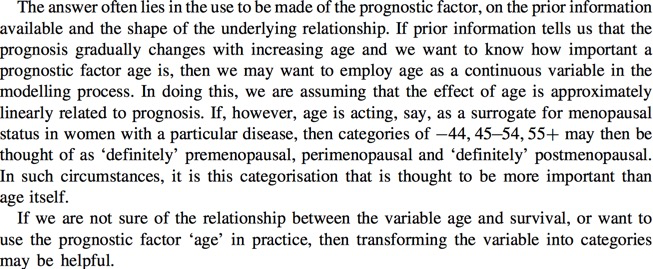 The answer often lies in the use to be made of the prognostic factor, on the prior information
available and the shape of the underlying relationship. If prior information tells us that the
prognosis gradually changes with increasing age and we want to know how important a
prognostic factor age is, then we may want to employ age as a continuous variable in the
modelling process. In doing this, we are assuming that the effect of age is approximately
linearly related to prognosis. If, however, age is acting, say, as a surrogate for menopausal
status in women with a particular disease, then categories of −44, 45–54, 55+ may then be
thought of as ‘definitely’ premenopausal, perimenopausal and ‘definitely’ postmenopausal.
In such circumstances, it is this categorisation that is thought to be more important than
age itself.
If we are not sure of the relationship between the variable age and survival, or want to
use the prognostic factor ‘age’ in practice, then transforming the variable into categories
may be helpful.